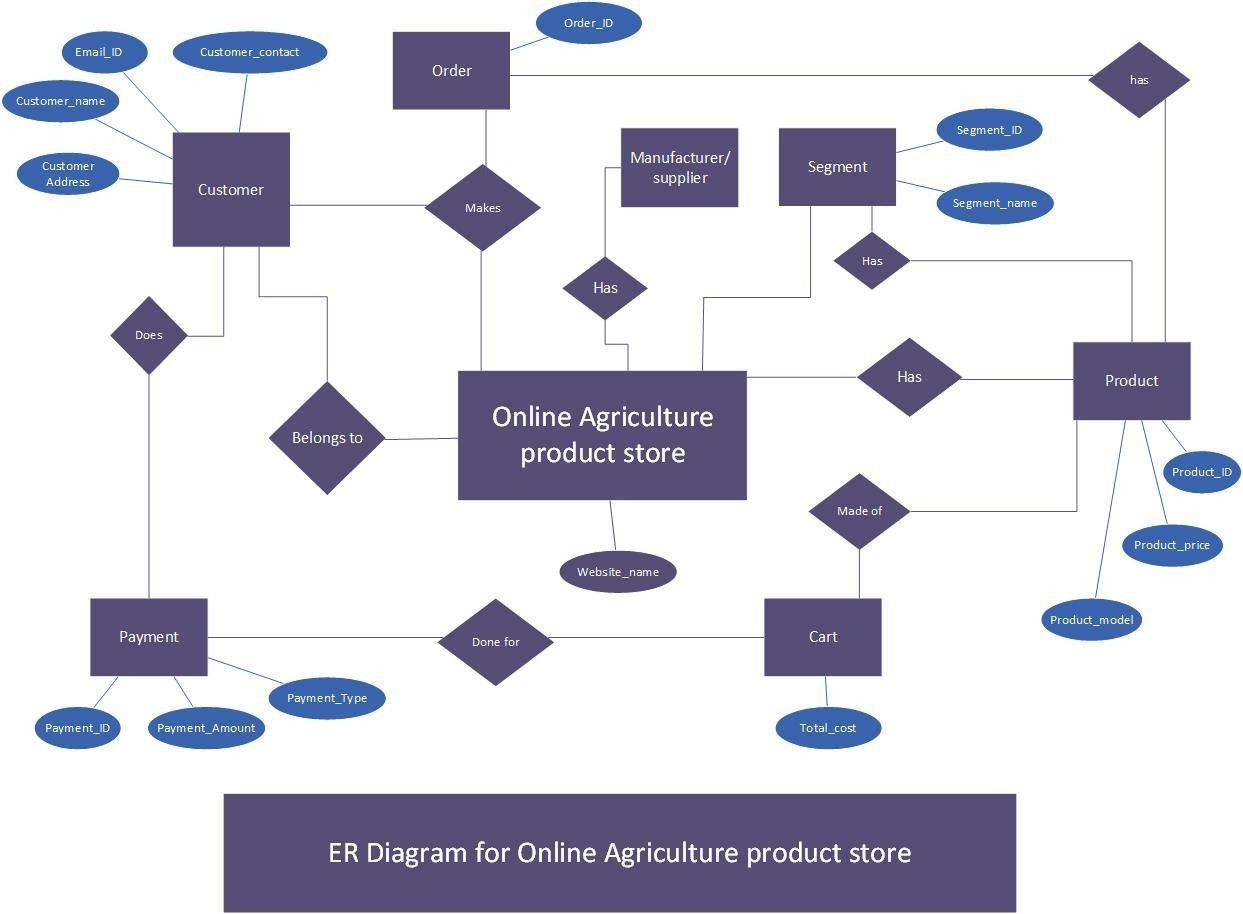 Order_ID
Email_ID
Customer_contact
Order
has
Customer_name
Segment_ID
Manufacturer/
supplier
Segment
Customer
Address
Customer
Segment_name
Makes
Has
Has
Does
Has
Product
Online Agriculture
product store
Belongs to
Product_ID
Made of
Product_price
Website_name
Product_model
Payment
Done for
Cart
Payment_Type
Payment_ID
Payment_Amount
Total_cost
ER Diagram for Online Agriculture product store